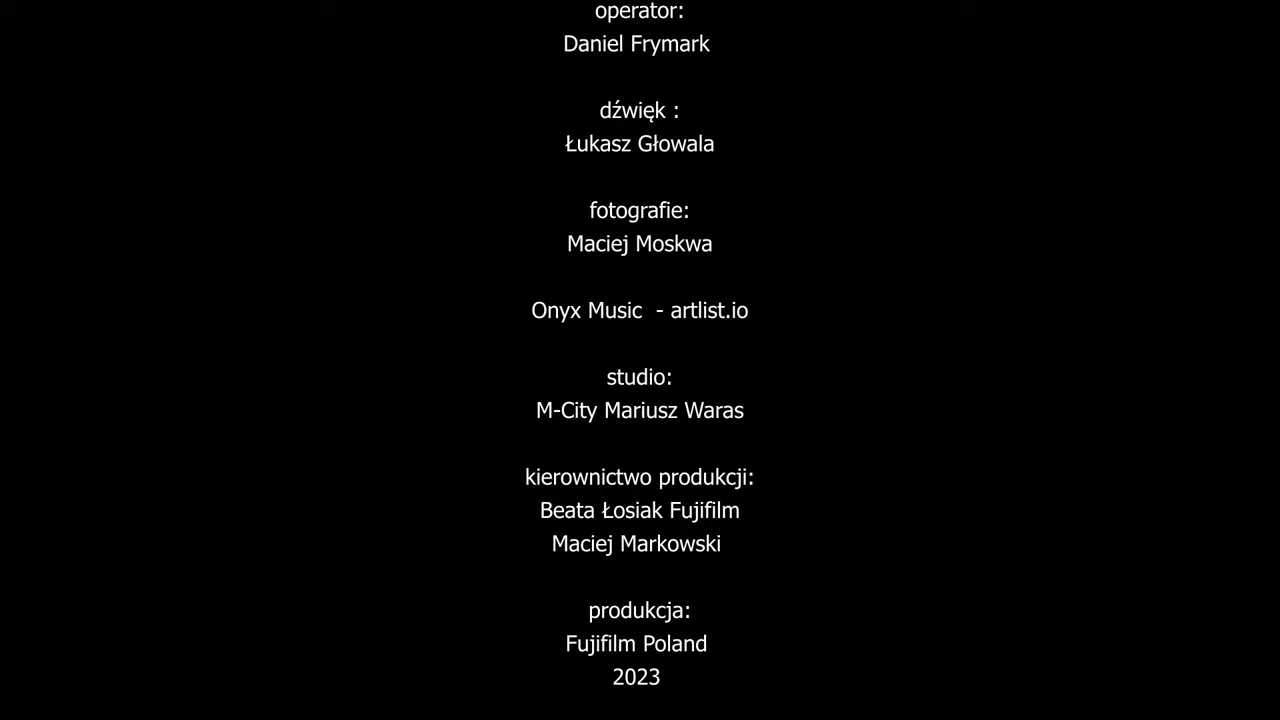 operator:
Daniel Frymark
dźwięk :
Łukasz Głowala
fotografie:
Maciej Moskwa
Onyx Music  - artlist.io
studio:
M-City Mariusz Waras
kierownictwo produkcji:
Beata Łosiak Fujifilm
Maciej Markowski
produkcja:
Fujifilm Poland
2023